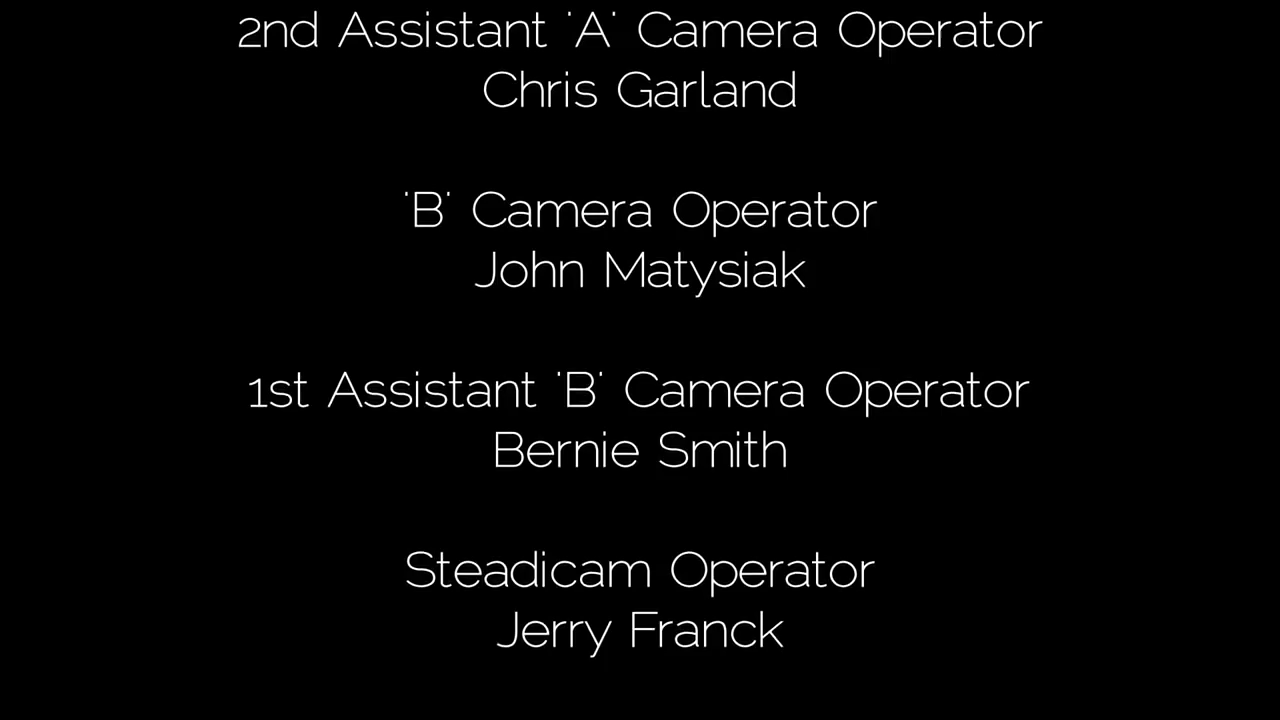 2nd Assistant 'A' Camera Operator
Chris Garland
'B' Camera Operator
John Matysiak
1st Assistant 'B' Camera Operator
Bernie Smith
Steadicam Operator
Jerry Franck